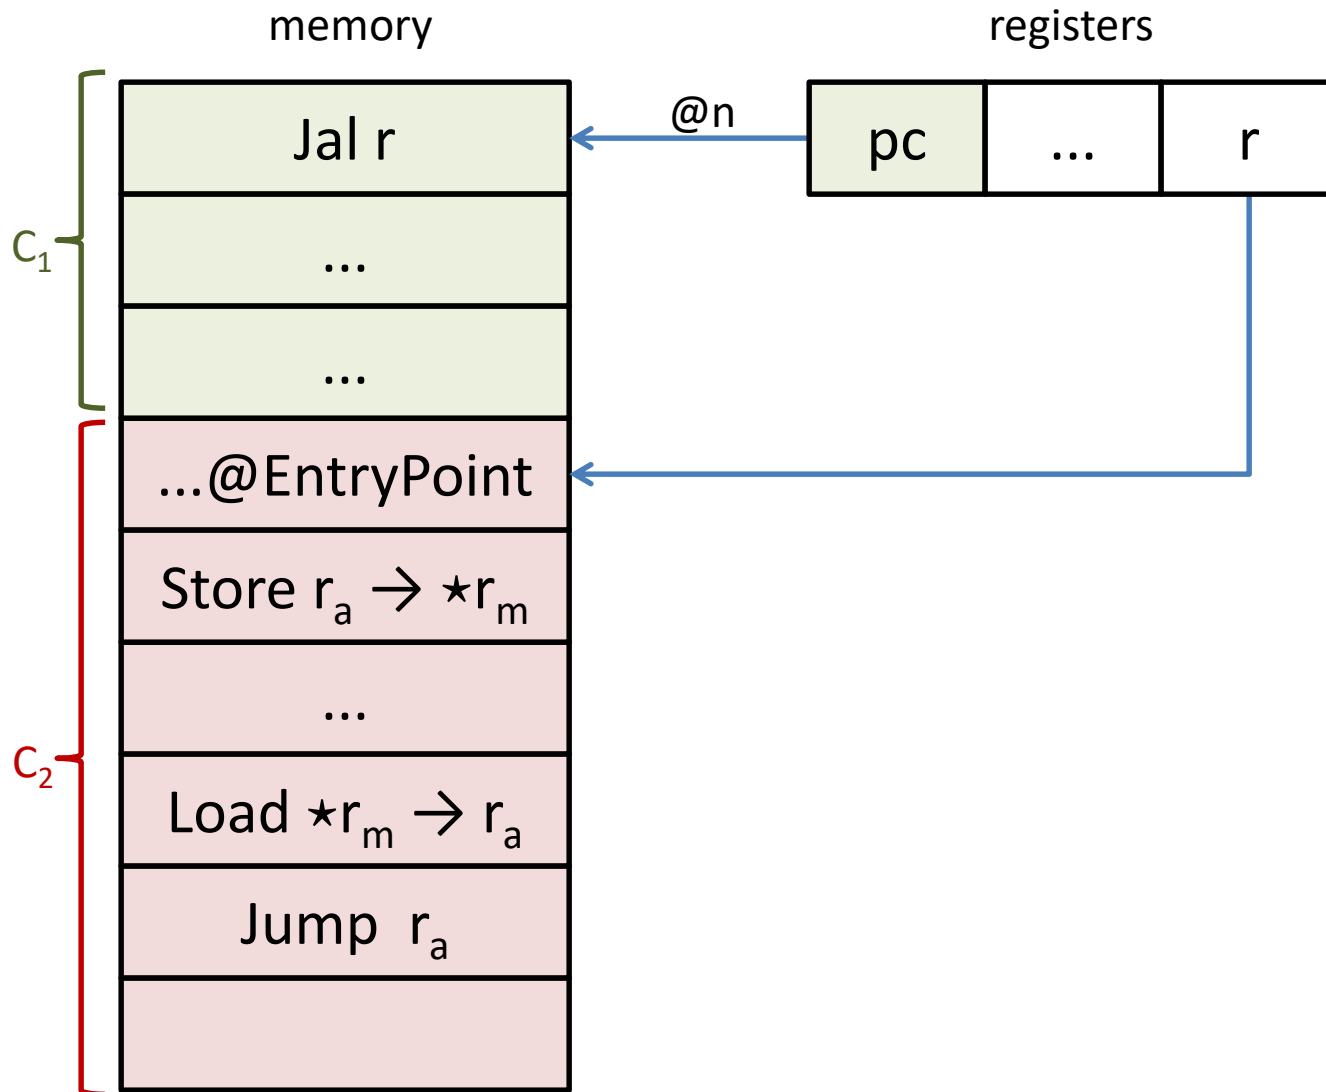 memory
registers
Jal r
@n
pc
...
r
...
C₁
...
...@EntryPoint
Store rₐ → ⋆rₘ
...
C₂
Load ⋆rₘ → rₐ
Jump rₐ